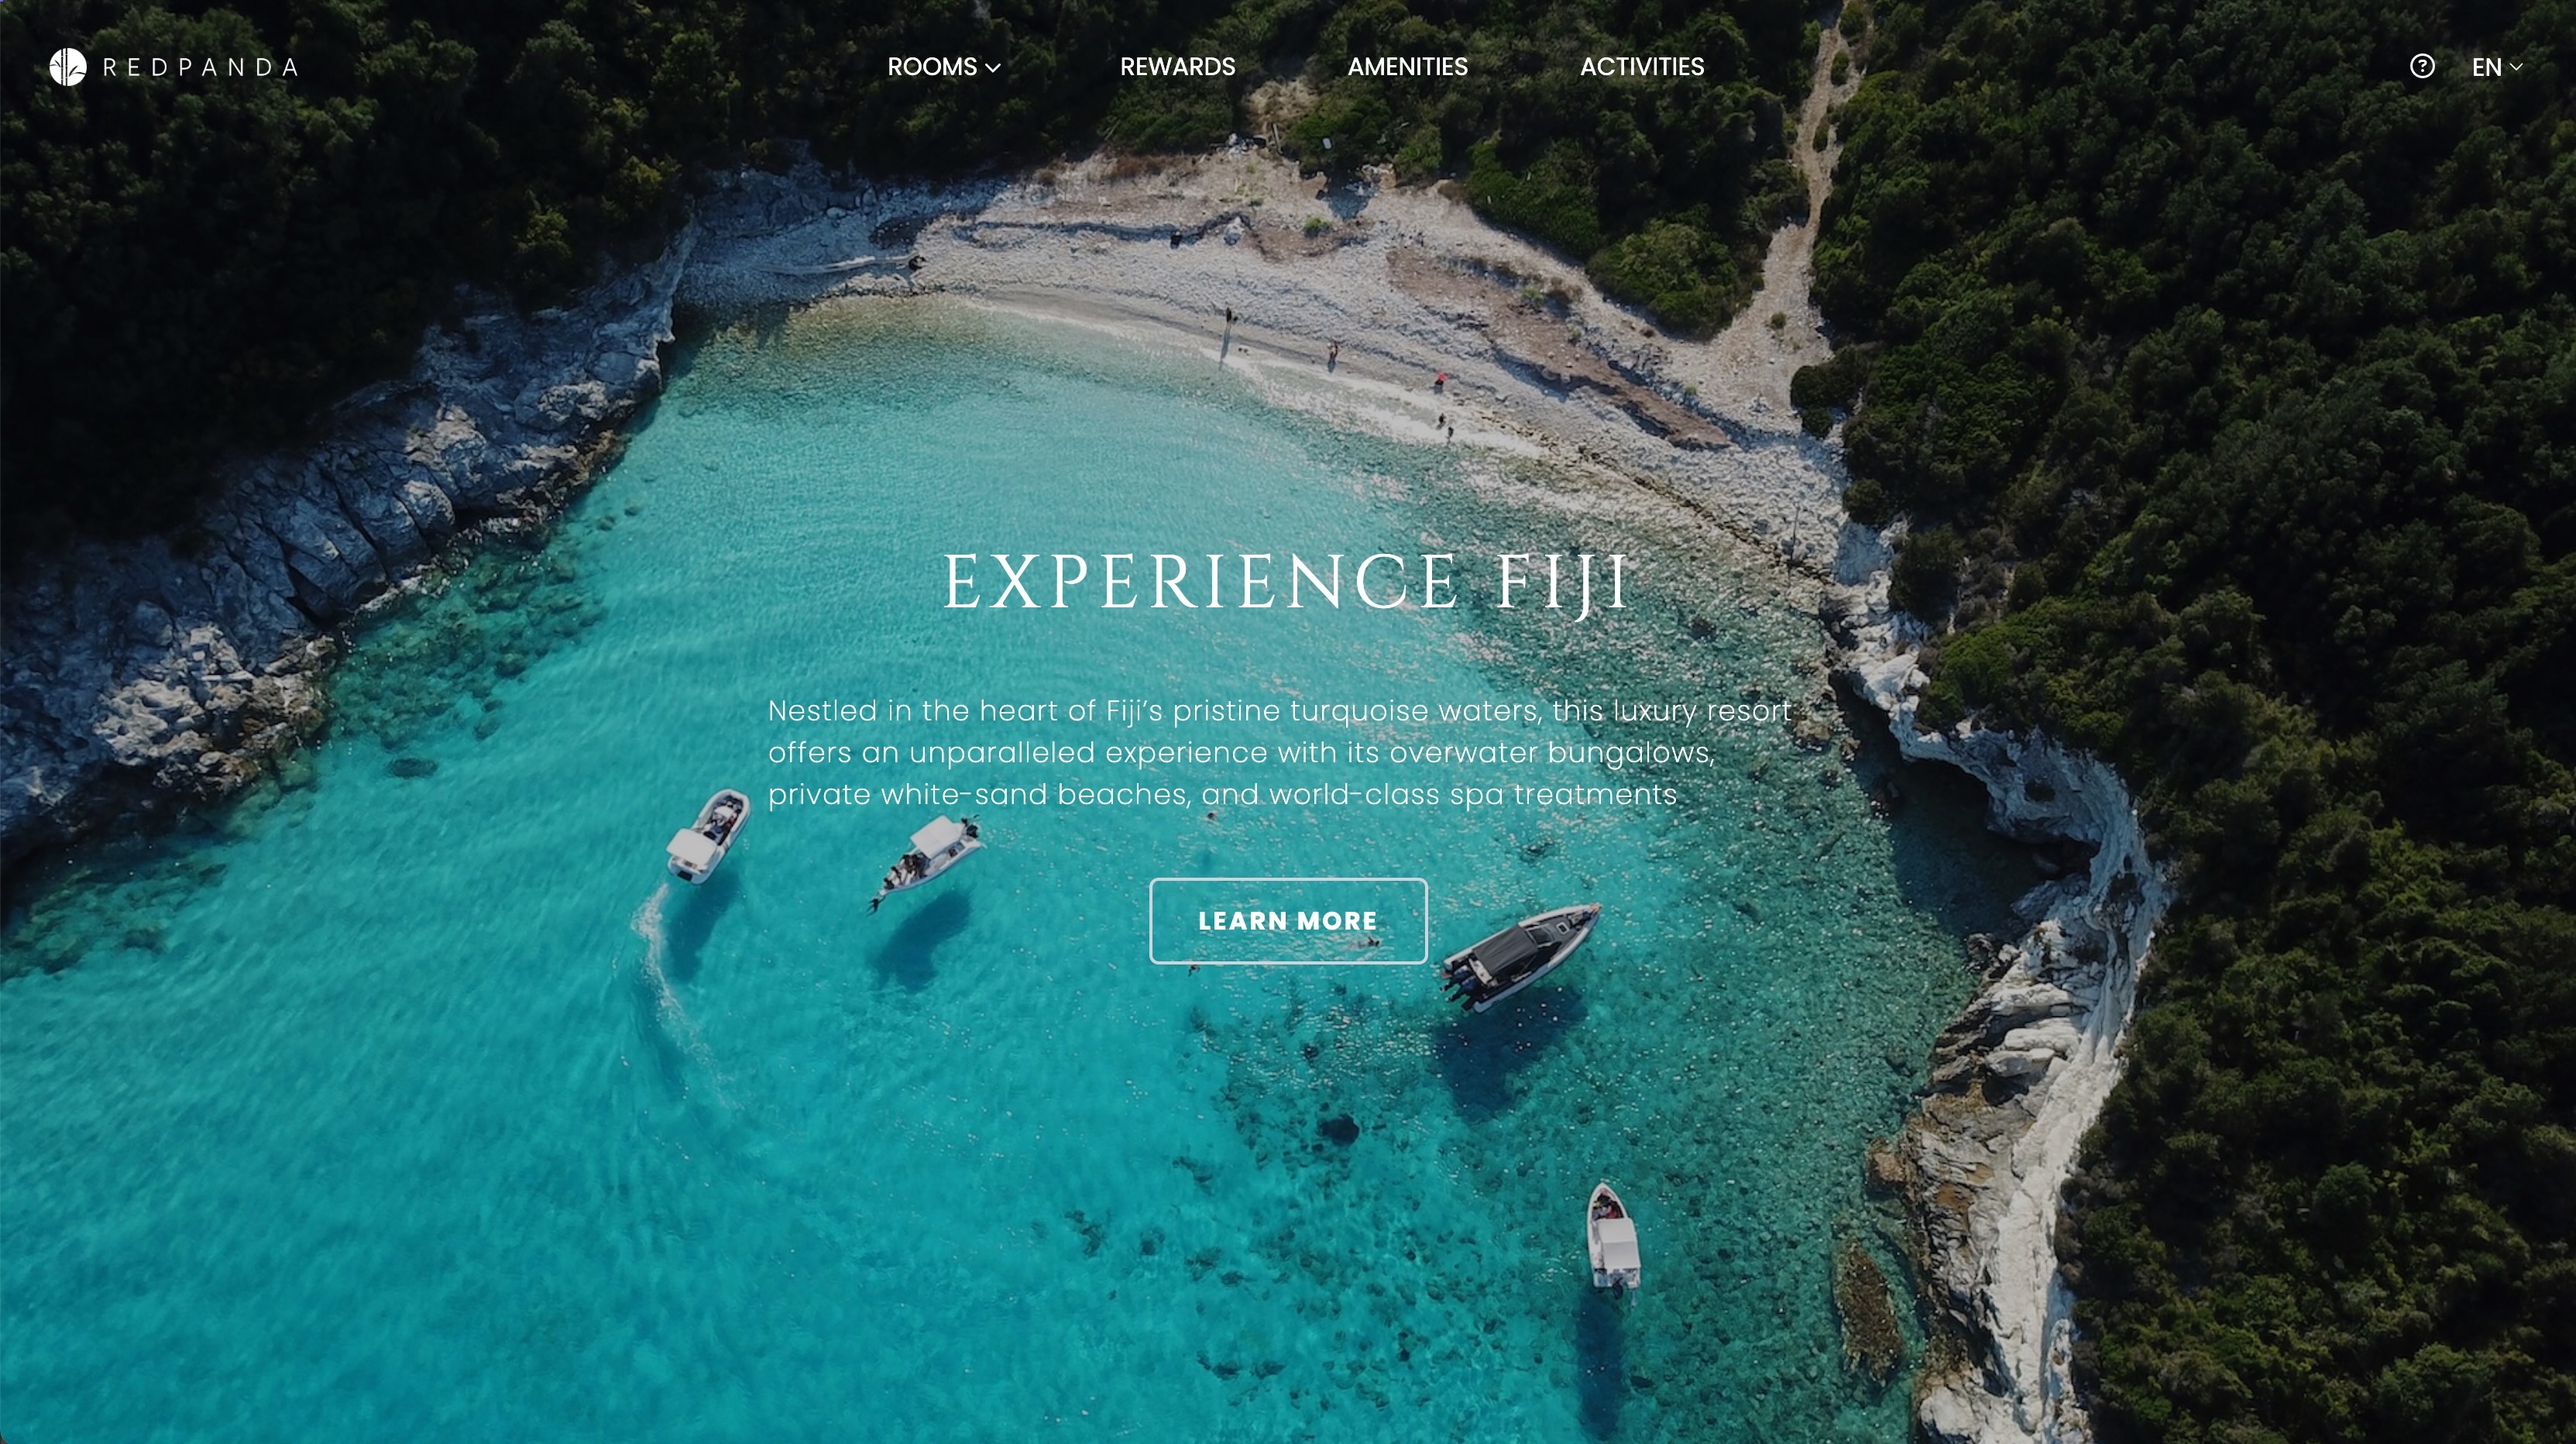 REDPANDA
ROOMS
REWARDS
AMENITIES
ACTIVITIES
EN
EXPERIENCE FIJI
Nestled in the heart of Fiji’s pristine turquoise waters, this luxury resort
offers an unparalleled experience with its overwater bungalows,
private white-sand beaches, and world-class spa treatments
LEARN MORE